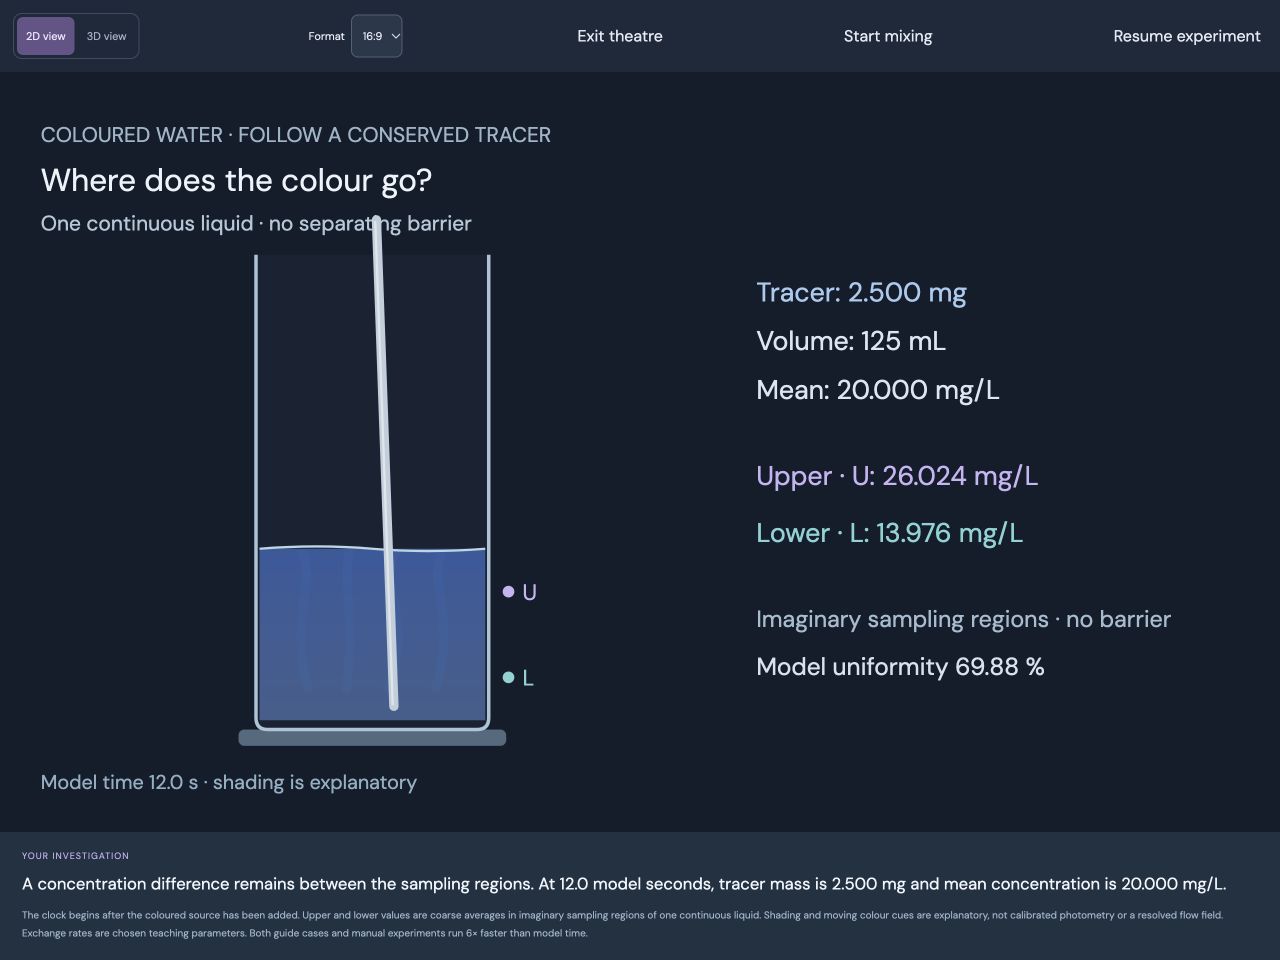 2D view
3D view
Format
16:9
Exit theatre
Start mixing
Resume experiment
COLOURED WATER · FOLLOW A CONSERVED TRACER
Where does the colour go?
One continuous liquid · no separating barrier
Tracer: 2.500 mg
Volume: 125 mL
Mean: 20.000 mg/L
Upper · U: 26.024 mg/L
Lower · L: 13.976 mg/L
U
L
Imaginary sampling regions · no barrier
Model uniformity 69.88 %
Model time 12.0 s · shading is explanatory
YOUR INVESTIGATION
A concentration difference remains between the sampling regions. At 12.0 model seconds, tracer mass is 2.500 mg and mean concentration is 20.000 mg/L.
The clock begins after the coloured source has been added. Upper and lower values are coarse averages in imaginary sampling regions of one continuous liquid. Shading and moving colour cues are explanatory, not calibrated photometry or a resolved flow field.
Exchange rates are chosen teaching parameters. Both guide cases and manual experiments run 6× faster than model time.